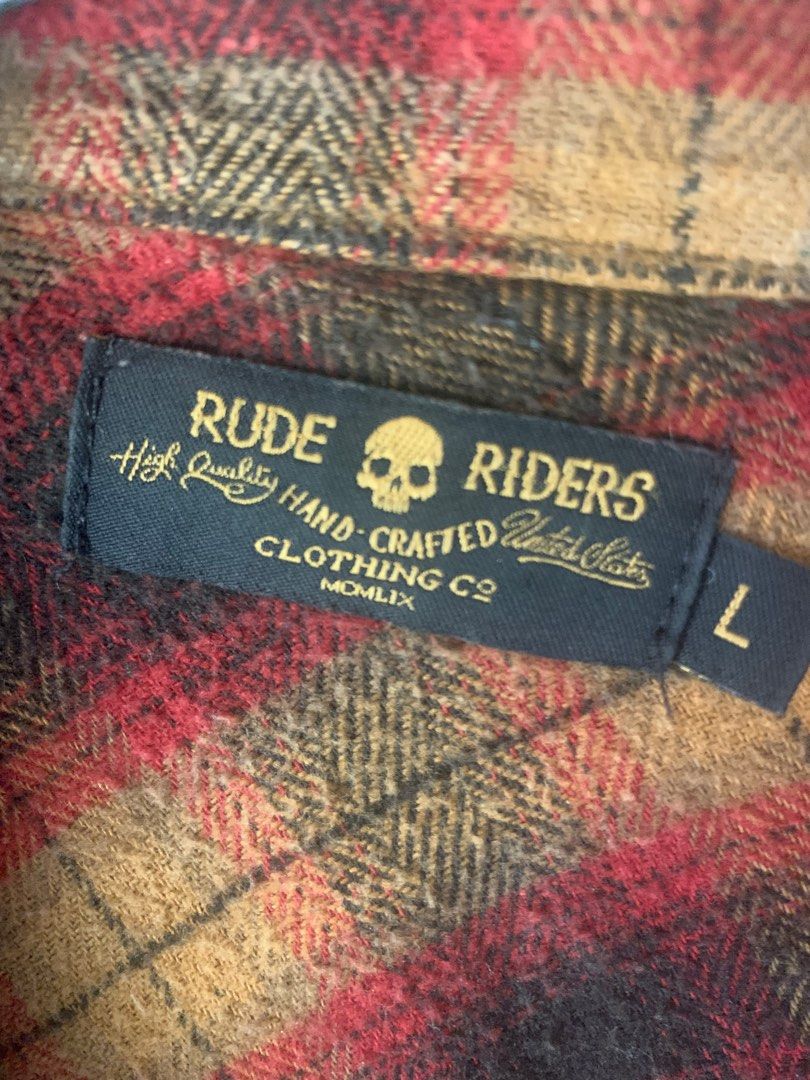 RUDE RIDERS
High Quality HAND-CRAFTED United States
CLOTHING Cº
MCMLIX
L